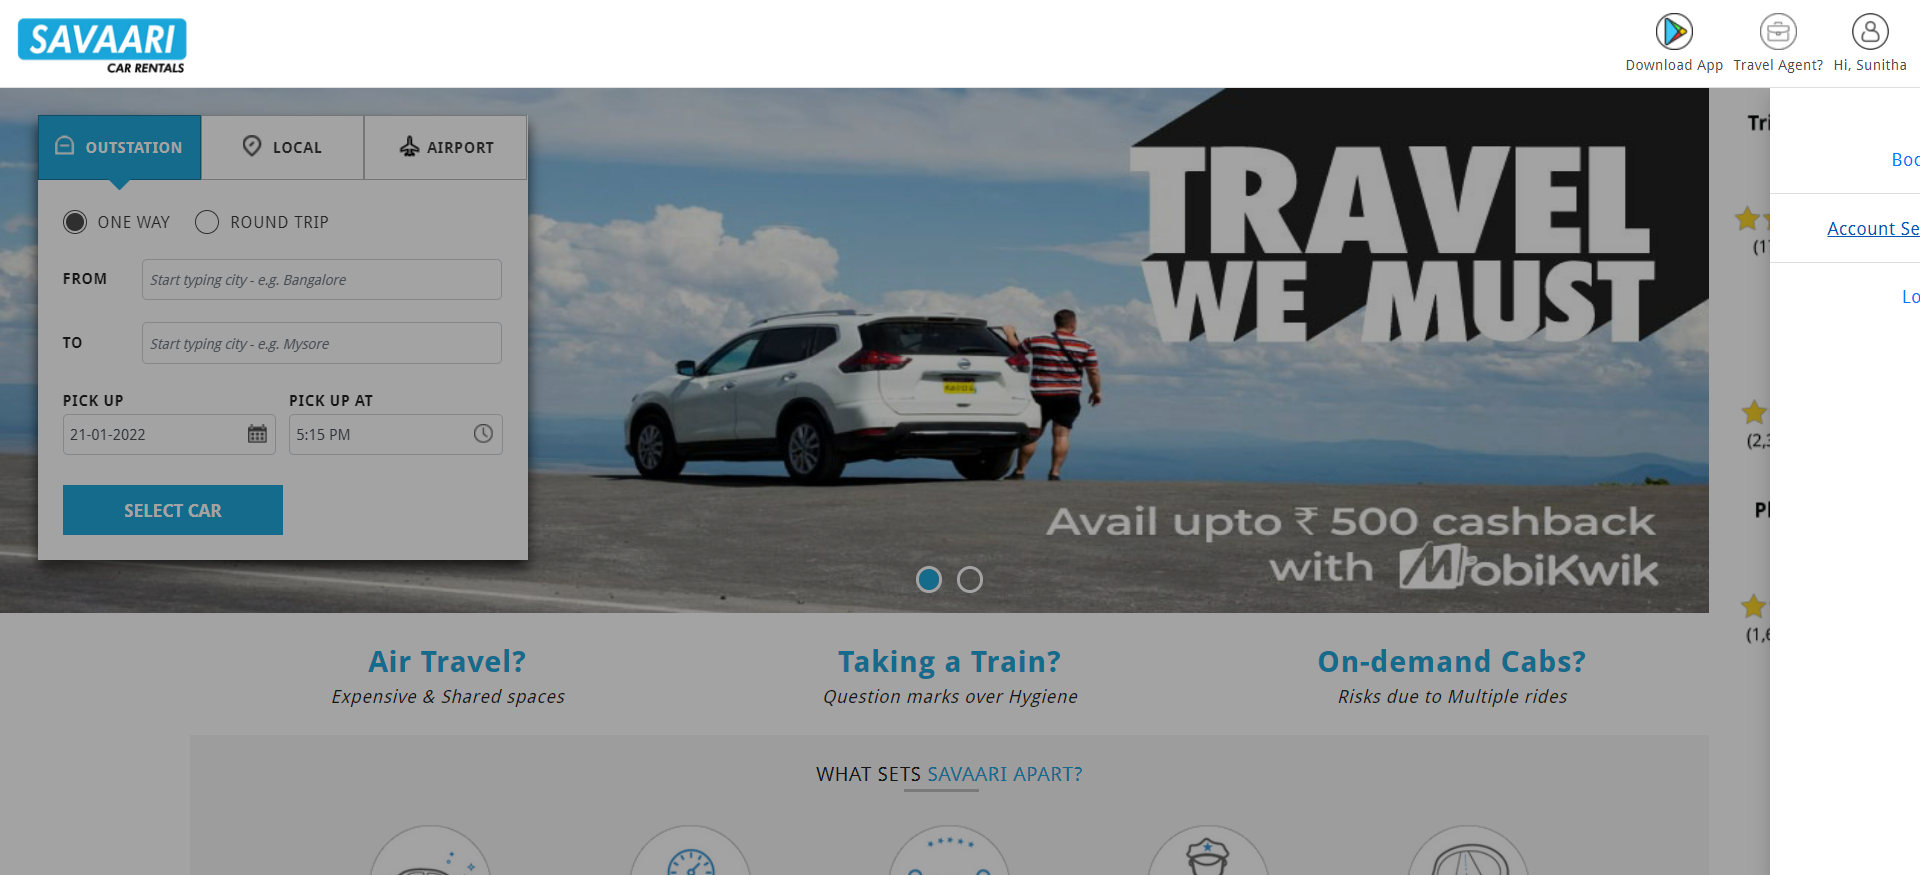 SAVAARI
CAR RENTALS
Download App
Travel Agent?
Hi, Sunitha
OUTSTATION
LOCAL
AIRPORT
ONE WAY
ROUND TRIP
FROM
Start typing city - e.g. Bangalore
TO
Start typing city - e.g. Mysore
PICK UP
PICK UP AT
21-01-2022
5:15 PM
SELECT CAR
TRAVEL
WE MUST
Avail upto ₹ 500 cashback
with MobiKwik
Tri
Boo
(1
Account Se
Lo
(2,3
Pl
(1,6
Air Travel?
Expensive & Shared spaces
Taking a Train?
Question marks over Hygiene
On-demand Cabs?
Risks due to Multiple rides
WHAT SETS SAVAARI APART?